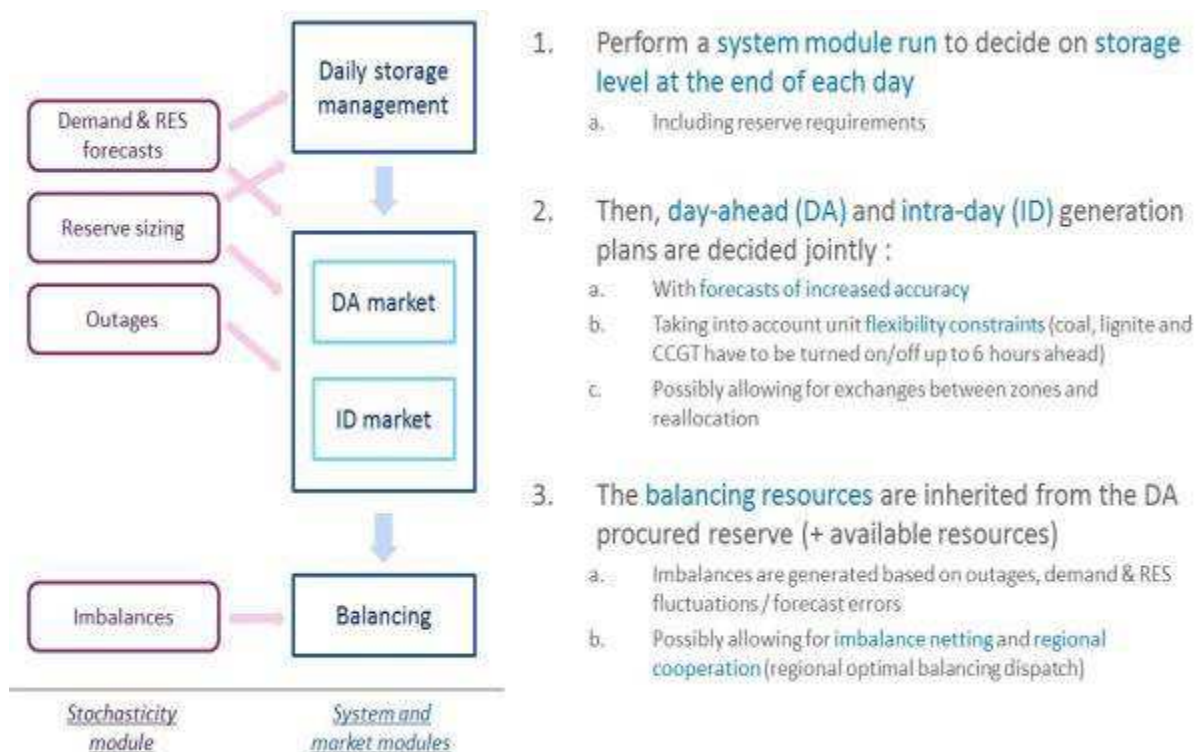 Daily storage
management
Demand & RES
forecasts
Reserve sizing
Outages
DA market
ID market
Imbalances
Balancing
Stochasticity
module
System and
market modules
1. Perform a system module run to decide on storage
level at the end of each day
a. Including reserve requirements
2. Then, day-ahead (DA) and intra-day (ID) generation
plans are decided jointly :
a. With forecasts of increased accuracy
b. Taking into account unit flexibility constraints (coal, lignite and
CCGT have to be turned on/off up to 6 hours ahead)
c. Possibly allowing for exchanges between zones and
reallocation
3. The balancing resources are inherited from the DA
procured reserve (+ available resources)
a. Imbalances are generated based on outages, demand & RES
fluctuations / forecast errors
b. Possibly allowing for imbalance netting and regional
cooperation (regional optimal balancing dispatch)